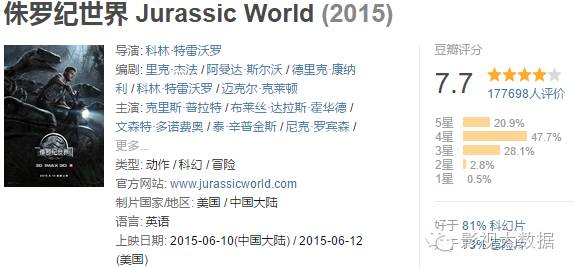 侏罗纪世界 Jurassic World (2015)
导演: 科林·特雷沃罗
编剧: 里克·杰法 / 阿曼达·斯尔沃 / 德里克·康纳
利 / 科林·特雷沃罗 / 迈克尔·克莱顿
主演: 克里斯·普拉特 / 布莱丝·达拉斯·霍华德 /
文森特·多诺费奥 / 泰·辛普金斯 / 尼克·罗宾森 /
更多...
类型: 动作 / 科幻 / 冒险
官方网站: www.jurassicworld.com
制片国家/地区: 美国 / 中国大陆
语言: 英语
上映日期: 2015-06-10(中国大陆) / 2015-06-12
(美国)
侏罗纪世界
豆瓣评分
7.7
177698人评价
5星 20.9%
4星 47.7%
3星 28.1%
2星 2.8%
1星 0.5%
好于 81% 科幻片
73% 冒险片
影视大数据